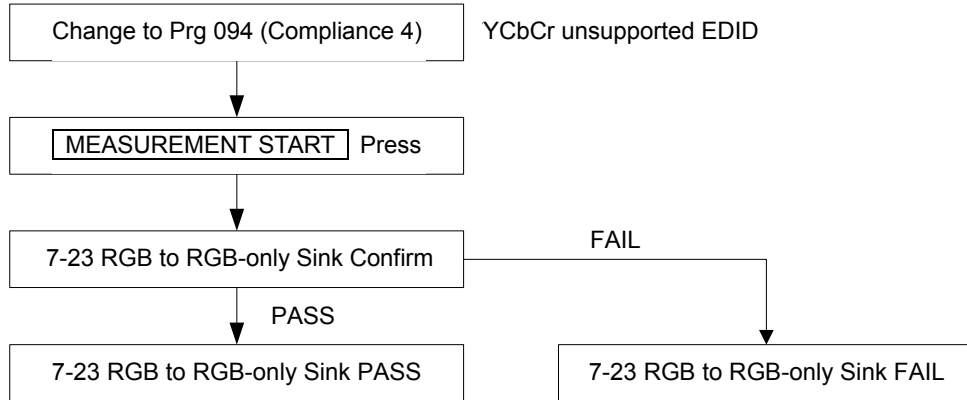 Change to Prg 094 (Compliance 4)
YCbCr unsupported EDID
MEASUREMENT START Press
7-23 RGB to RGB-only Sink Confirm
FAIL
PASS
7-23 RGB to RGB-only Sink PASS
7-23 RGB to RGB-only Sink FAIL